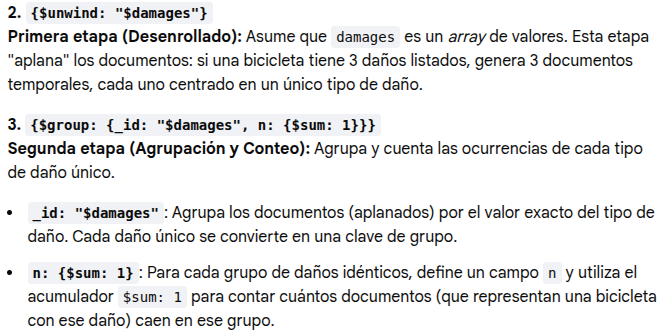 2. {$unwind: "$damages"}
Primera etapa (Desenrollado): Asume que damages es un array de valores. Esta etapa
"aplana" los documentos: si una bicicleta tiene 3 daños listados, genera 3 documentos
temporales, cada uno centrado en un único tipo de daño.
3. {$group: {_id: "$damages", n: {$sum: 1}}}
Segunda etapa (Agrupación y Conteo): Agrupa y cuenta las ocurrencias de cada tipo
de daño único.
• _id: "$damages": Agrupa los documentos (aplanados) por el valor exacto del tipo de
daño. Cada daño único se convierte en una clave de grupo.
• n: {$sum: 1}: Para cada grupo de daños idénticos, define un campo n y utiliza el
acumulador $sum: 1 para contar cuántos documentos (que representan una bicicleta
con ese daño) caen en ese grupo.